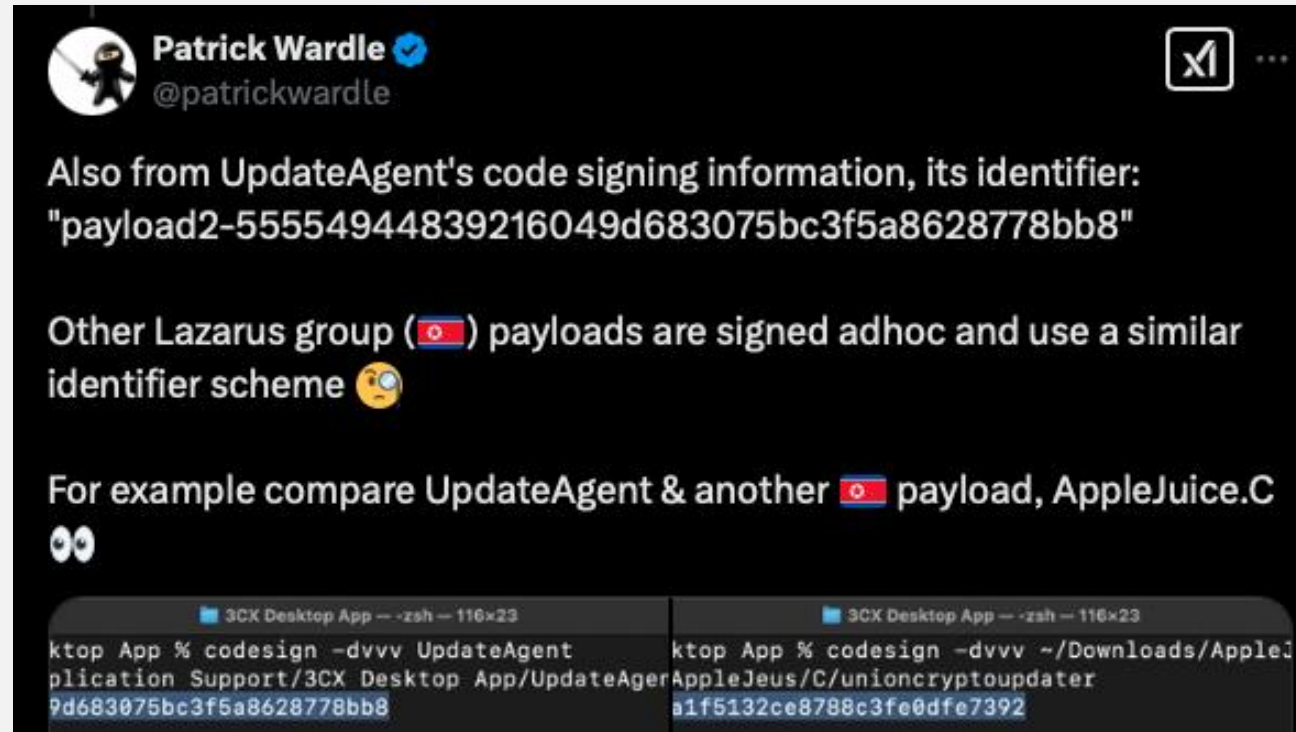 Patrick Wardle
@patrickwardle
Also from UpdateAgent's code signing information, its identifier:
"payload2-55554944839216049d683075bc3f5a8628778bb8"
Other Lazarus group (🇰🇵) payloads are signed adhoc and use a similar
identifier scheme 🧐
For example compare UpdateAgent & another 🇰🇵 payload, AppleJuice.C
👀
3CX Desktop App — -zsh — 116×23
ktop App % codesign -dvvv UpdateAgent
plication Support/3CX Desktop App/UpdateAgen
9d683075bc3f5a8628778bb8
3CX Desktop App — -zsh — 116×23
ktop App % codesign -dvvv ~/Downloads/AppleJ
AppleJeus/C/unioncryptoupdater
a1f5132ce8788c3fe0dfe7392